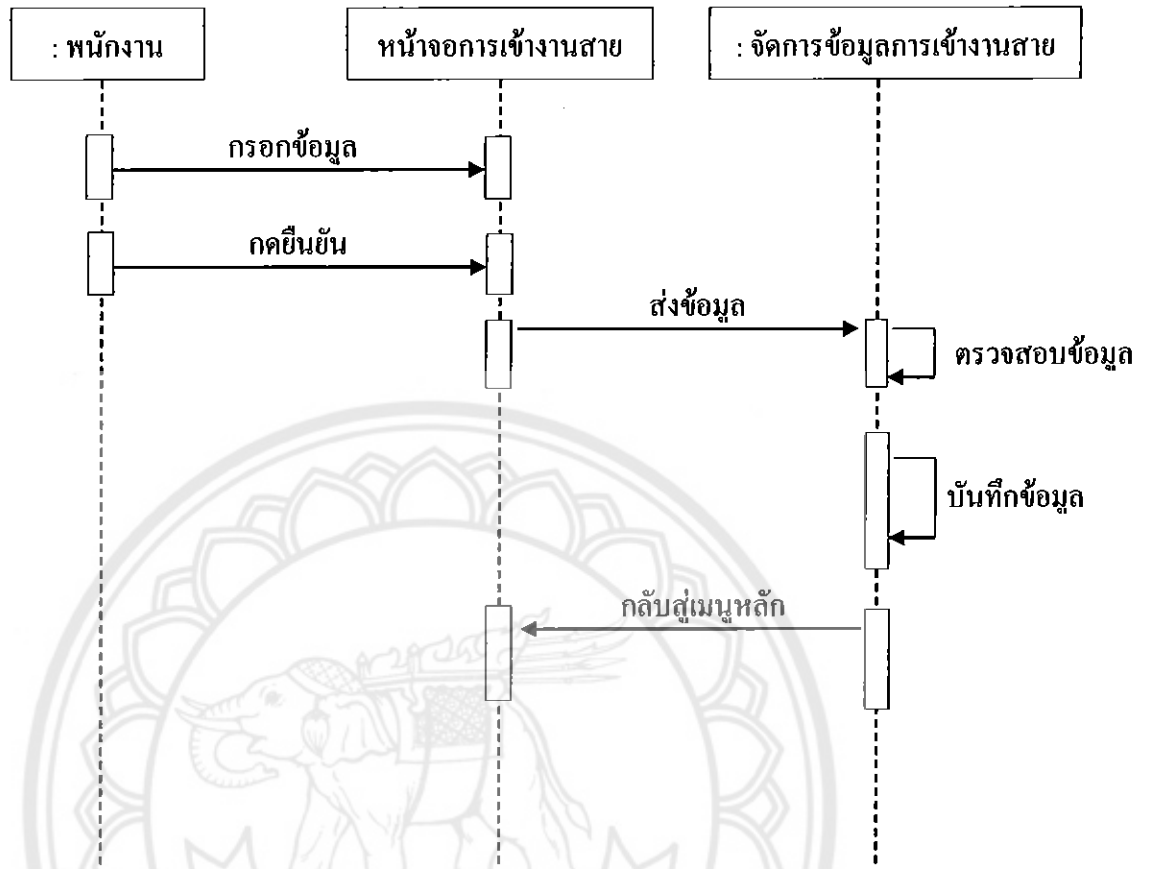 : พนักงาน
หน้าจอการเข้างานสาย
: จัดการข้อมูลการเข้างานสาย
กรอกข้อมูล
กดยืนยัน
ส่งข้อมูล
ตรวจสอบข้อมูล
บันทึกข้อมูล
กลับสู่เมนูหลัก